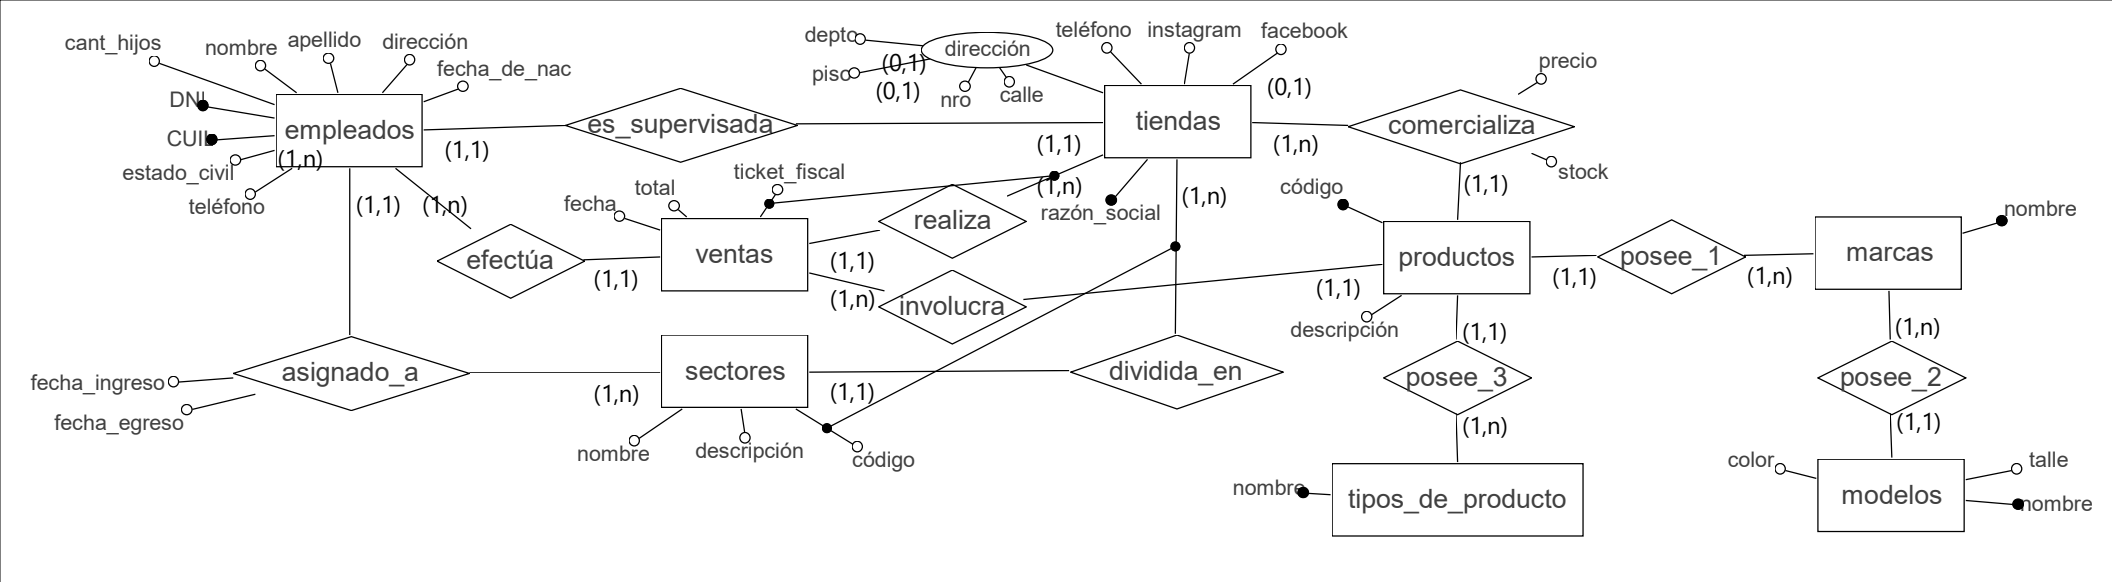 cant_hijos
nombre
apellido
dirección
fecha_de_nac
DNI
CUIL
estado_civil
teléfono
empleados
(1,n)
(1,1)
es_supervisada
depto
piso
(0,1)
(0,1)
dirección
nro
calle
teléfono
instagram
facebook
(0,1)
tiendas
(1,1)
(1,n)
razón_social
(1,n)
(1,n)
comercializa
precio
stock
(1,1)
(1,1)
(1,n)
efectúa
(1,1)
fecha
total
ticket_fiscal
ventas
(1,1)
(1,n)
realiza
involucra
(1,1)
código
productos
descripción
(1,1)
posee_1
(1,n)
marcas
nombre
(1,1)
posee_3
(1,n)
nombre
tipos_de_producto
(1,n)
posee_2
(1,1)
color
modelos
talle
nombre
fecha_ingreso
fecha_egreso
asignado_a
(1,n)
sectores
(1,1)
nombre
descripción
código
dividida_en